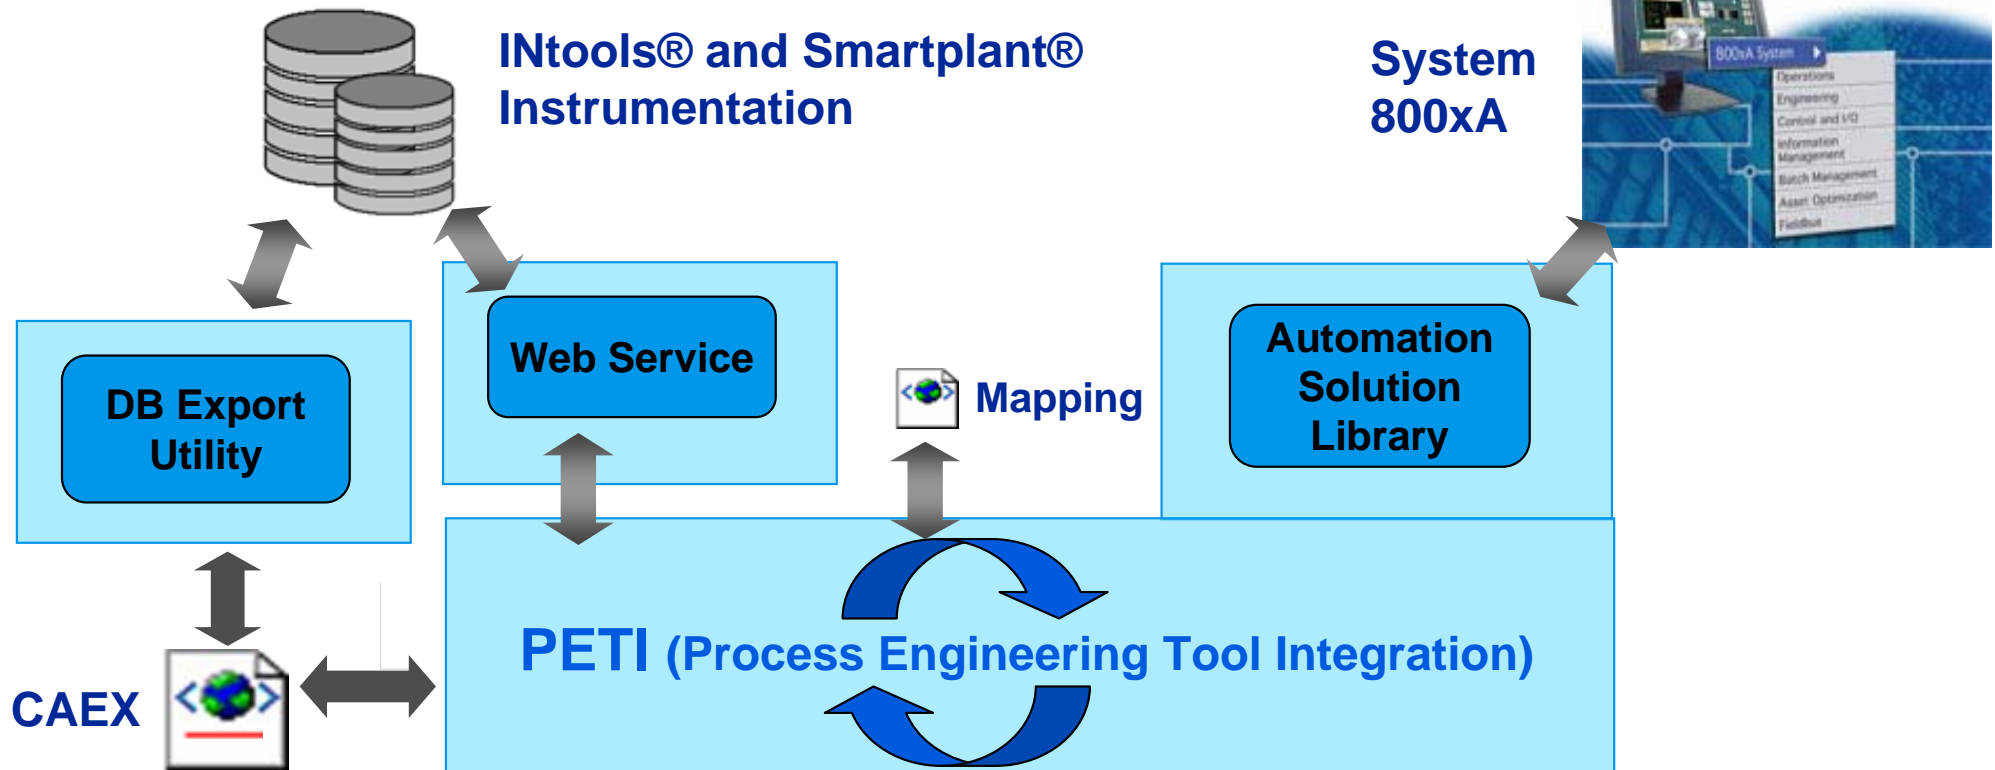 INtools® and Smartplant®
Instrumentation
System
800xA
800xA System
Operations
Engineering
Control and I/O
Information
Management
Batch Management
Asset Optimization
Fieldbus
Web Service
Automation
Solution
Library
DB Export
Utility
Mapping
PETI (Process Engineering Tool Integration)
CAEX